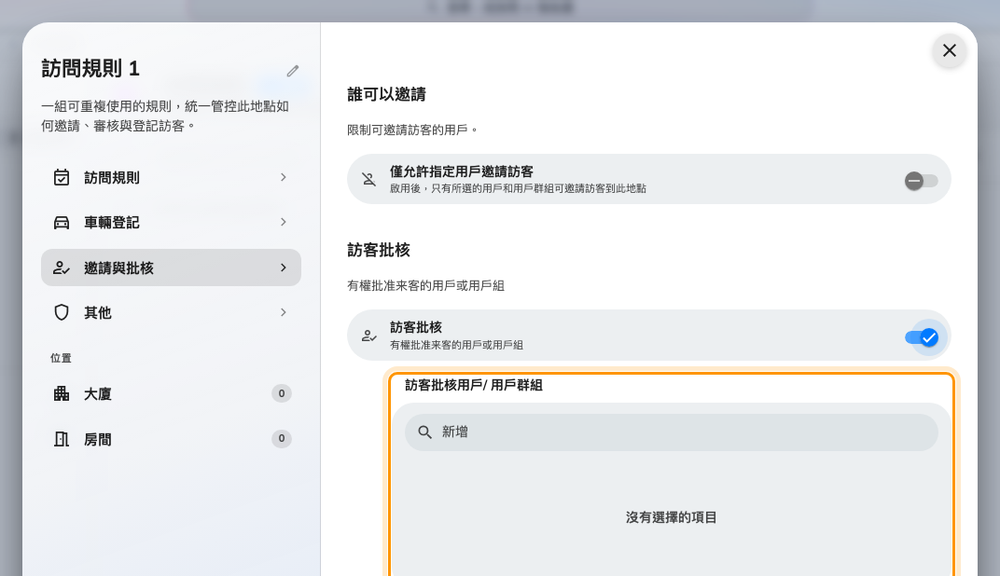 訪問規則 1
一組可重複使用的規則，統一管控此地點如
何邀請、審核與登記訪客。
訪問規則
車輛登記
邀請與批核
其他
位置
大廈
0
房間
0
誰可以邀請
限制可邀請訪客的用戶。
僅允許指定用戶邀請訪客
啟用後，只有所選的用戶和用戶群組可邀請訪客到此地點
訪客批核
有權批准来客的用戶或用戶組
訪客批核
有權批准来客的用戶或用戶組
訪客批核用戶/ 用戶群組
新增
沒有選擇的項目